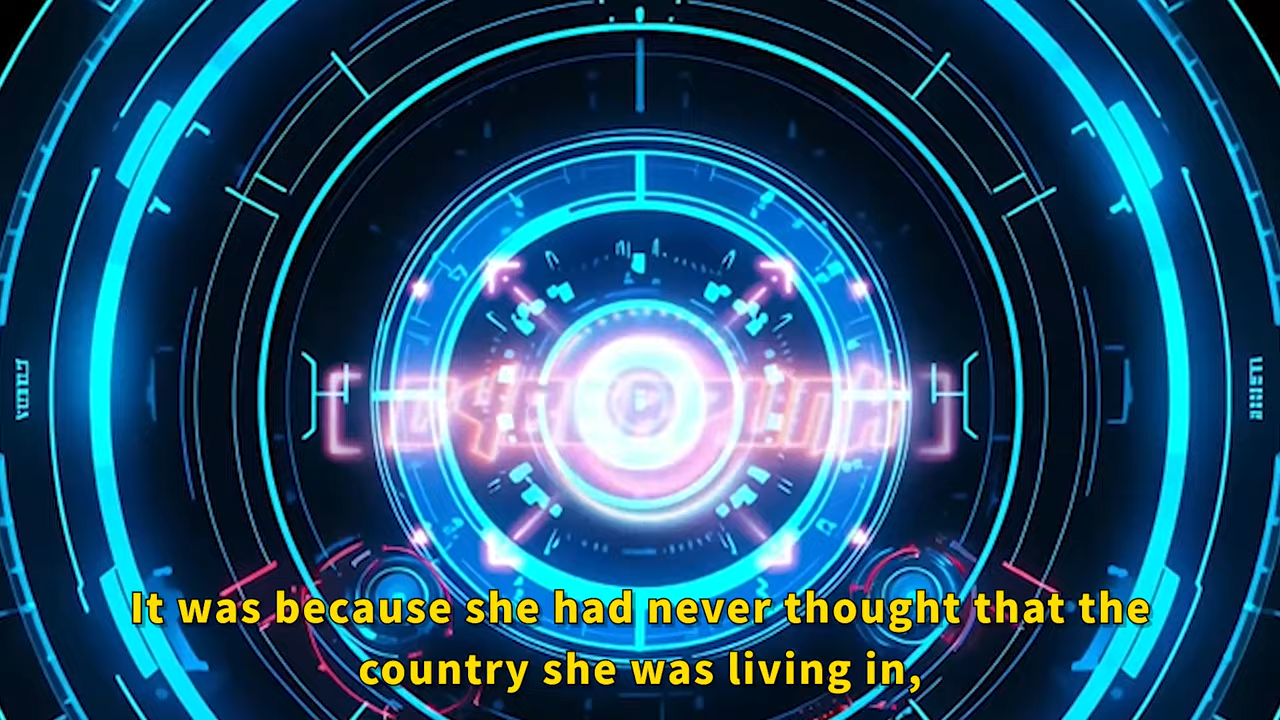 It was because she had never thought that the
country she was living in,